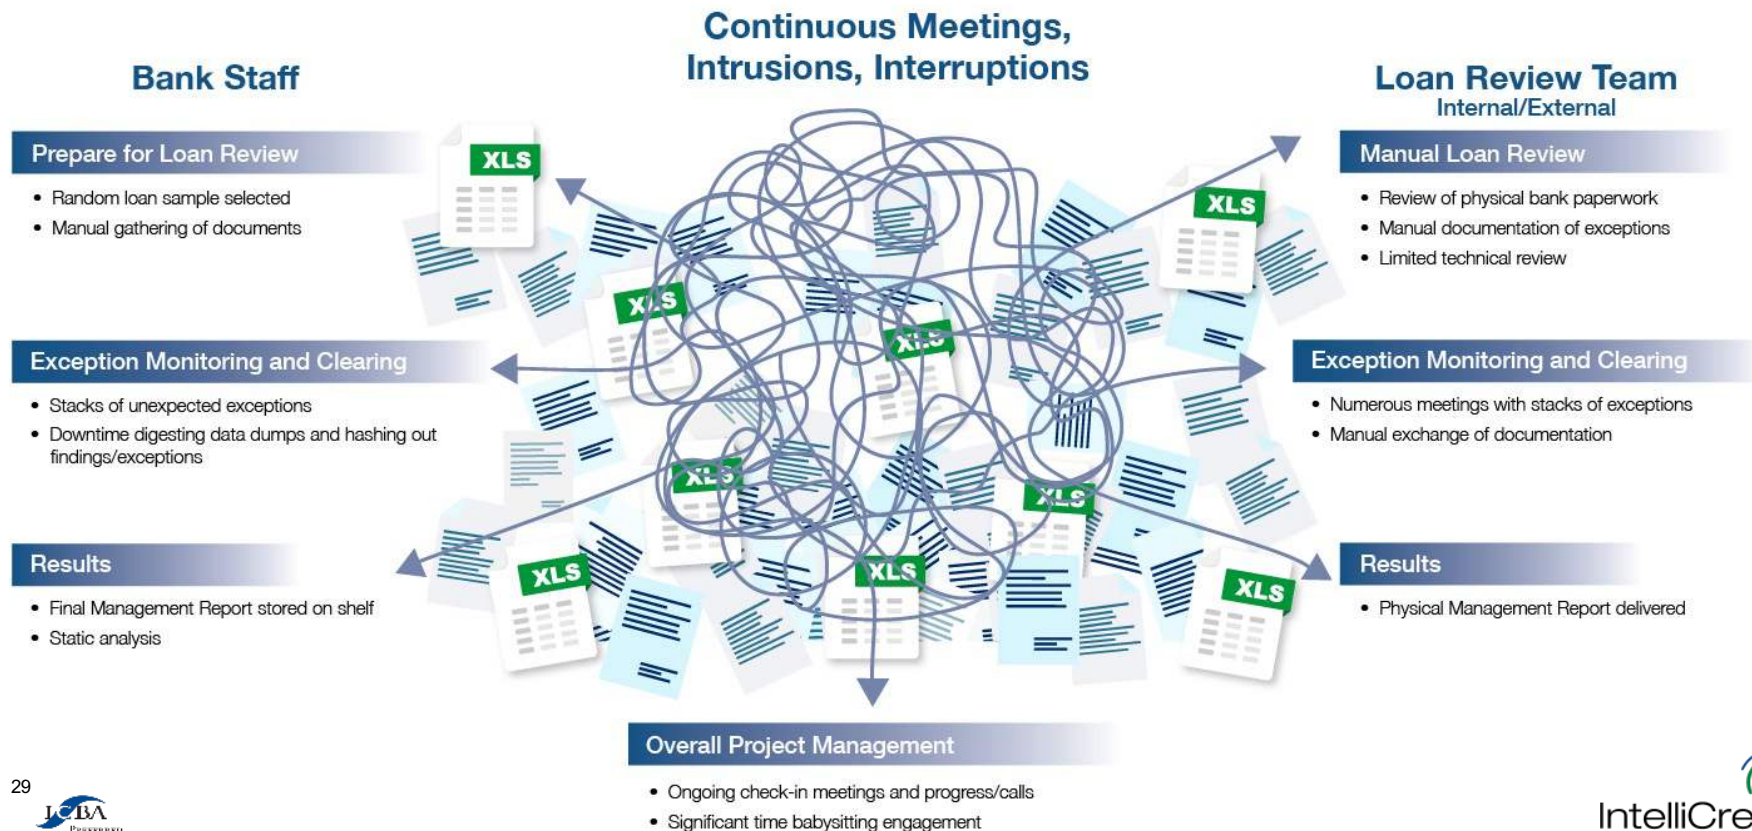 Continuous Meetings,
Intrusions, Interruptions
Bank Staff
Prepare for Loan Review
• Random loan sample selected
• Manual gathering of documents
Exception Monitoring and Clearing
• Stacks of unexpected exceptions
• Downtime digesting data dumps and hashing out
findings/exceptions
Results
• Final Management Report stored on shelf
• Static analysis
XLS
XLS
XLS
XLS
XLS
XLS
XLS
XLS
XLS
Loan Review Team
Internal/External
Manual Loan Review
• Review of physical bank paperwork
• Manual documentation of exceptions
• Limited technical review
Exception Monitoring and Clearing
• Numerous meetings with stacks of exceptions
• Manual exchange of documentation
Results
• Physical Management Report delivered
Overall Project Management
• Ongoing check-in meetings and progress/calls
• Significant time babysitting engagement
29
PREFERRED
IntelliCre